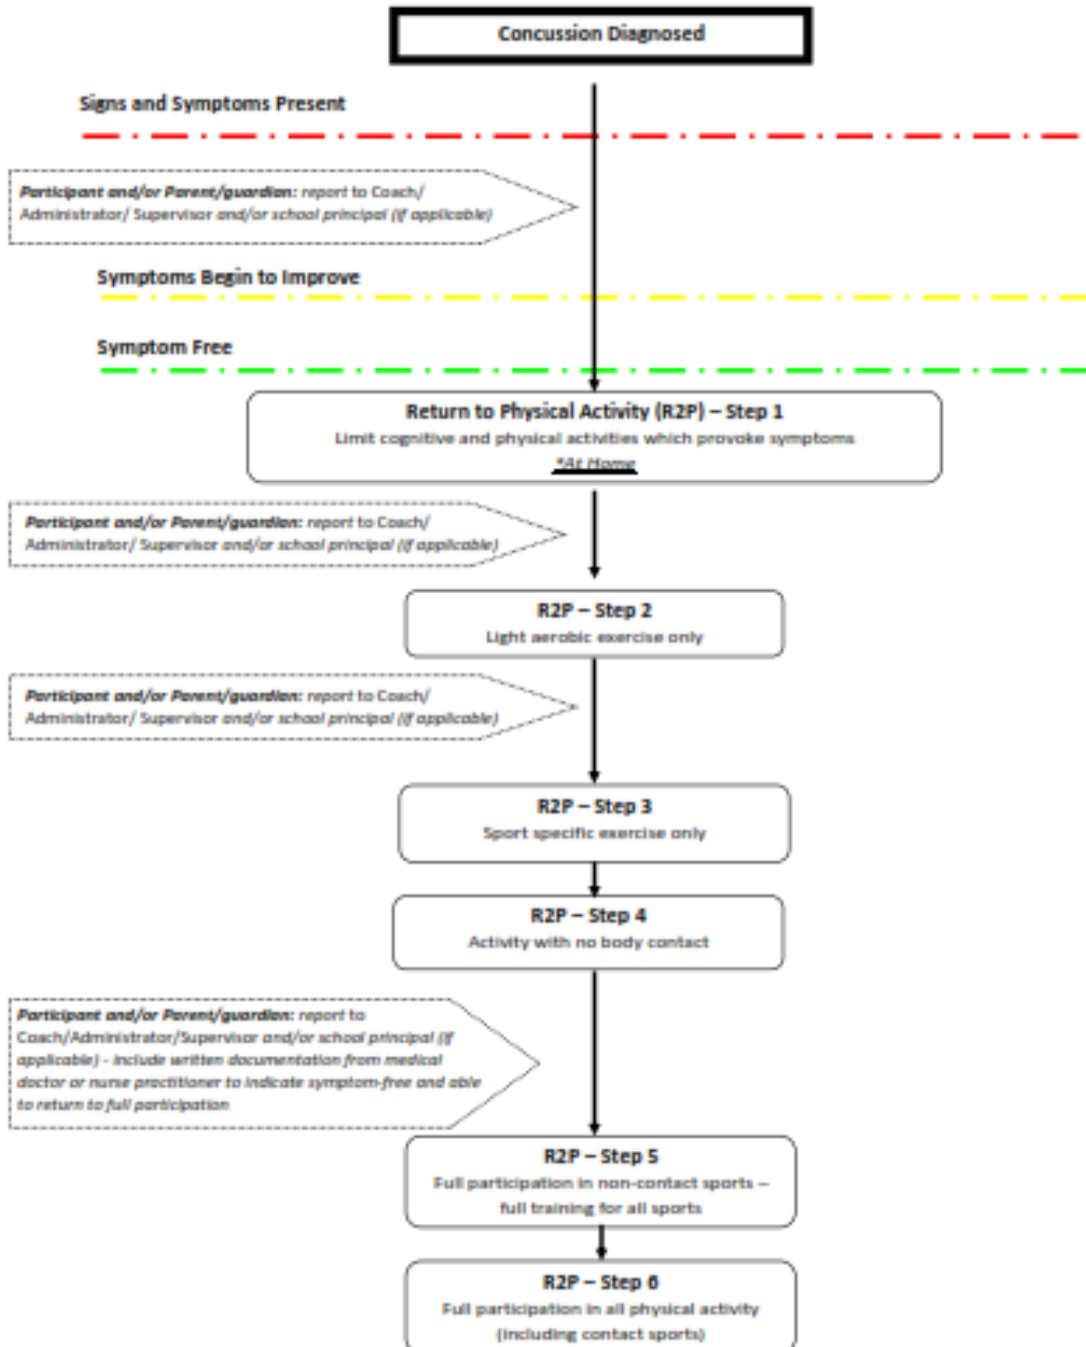 Concussion Diagnosed
Signs and Symptoms Present
Participant and/or Parent/guardian: report to Coach/
Administrator/ Supervisor and/or school principal (if applicable)
Symptoms Begin to Improve
Symptom Free
Return to Physical Activity (R2P) – Step 1
Limit cognitive and physical activities which provoke symptoms
*At Home
Participant and/or Parent/guardian: report to Coach/
Administrator/ Supervisor and/or school principal (if applicable)
R2P – Step 2
Light aerobic exercise only
Participant and/or Parent/guardian: report to Coach/
Administrator/ Supervisor and/or school principal (if applicable)
R2P – Step 3
Sport specific exercise only
R2P – Step 4
Activity with no body contact
Participant and/or Parent/guardian: report to
Coach/Administrator/Supervisor and/or school principal (if
applicable) - include written documentation from medical
doctor or nurse practitioner to indicate symptom-free and able
to return to full participation
R2P – Step 5
Full participation in non-contact sports –
full training for all sports
R2P – Step 6
Full participation in all physical activity
(including contact sports)